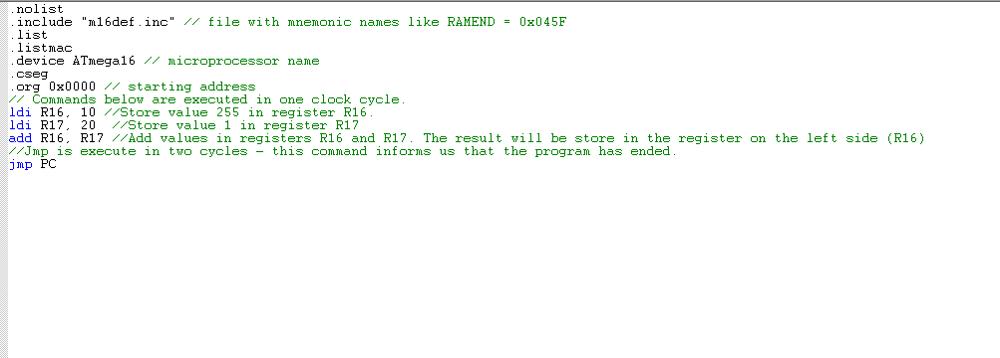 .nolist
.include "m16def.inc" // file with mnemonic names like RAMEND = 0x045F
.list
.listmac
.device ATmega16 // microprocessor name
.cseg
.org 0x0000 // starting address
// Commands below are executed in one clock cycle.
ldi R16, 10 //Store value 255 in register R16.
ldi R17, 20 //Store value 1 in register R17
add R16, R17 //Add values in registers R16 and R17. The result will be store in the register on the left side (R16)
//Jmp is execute in two cycles - this command informs us that the program has ended.
jmp PC